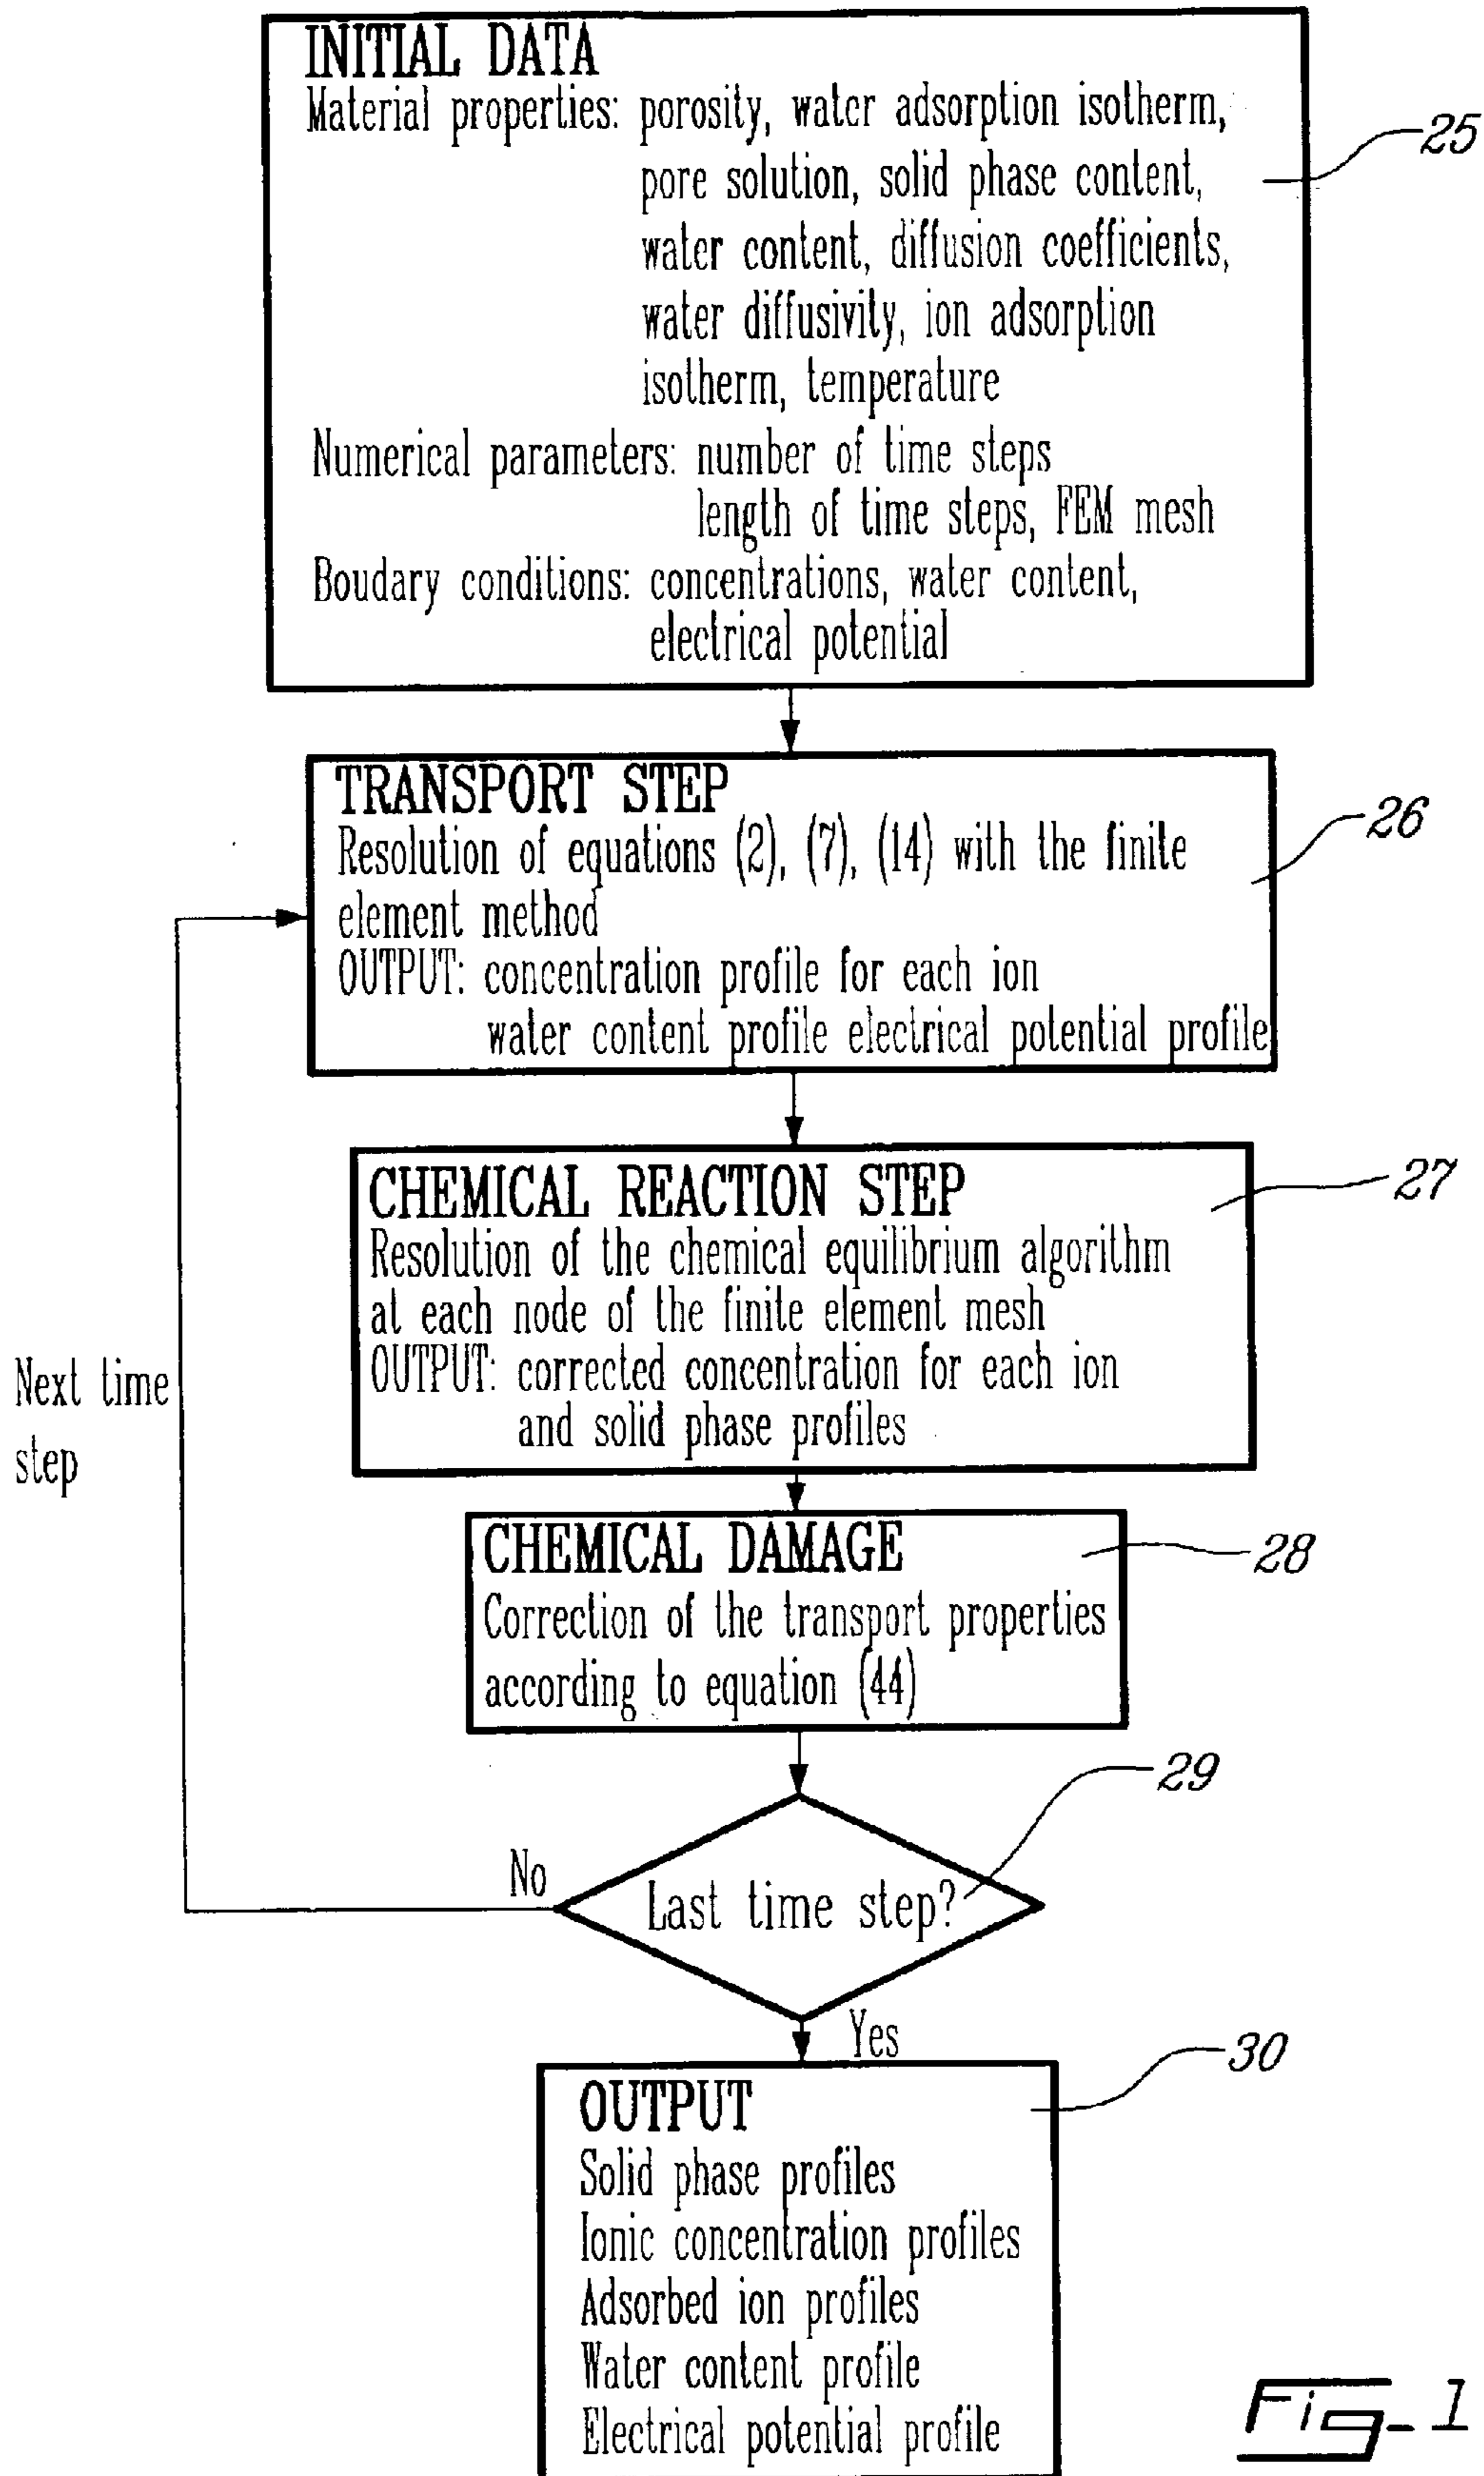 INITIAL DATA
Material properties: porosity, water adsorption isotherm,
pore solution, solid phase content,
water content, diffusion coefficients,
water diffusivity, ion adsorption
isotherm, temperature
Numerical parameters: number of time steps
length of time steps, FEM mesh
Boudary conditions: concentrations, water content,
electrical potential
25
TRANSPORT STEP
Resolution of equations (2), (7), (14) with the finite
element method
OUTPUT: concentration profile for each ion
water content profile electrical potential profile
26
CHEMICAL REACTION STEP
Resolution of the chemical equilibrium algorithm
at each node of the finite element mesh
OUTPUT: corrected concentration for each ion
and solid phase profiles
27
Next time
step
CHEMICAL DAMAGE
Correction of the transport properties
according to equation (44)
28
Last time step?
29
No
Yes
OUTPUT
Solid phase profiles
Ionic concentration profiles
Adsorbed ion profiles
Water content profile
Electrical potential profile
30
Fig-1